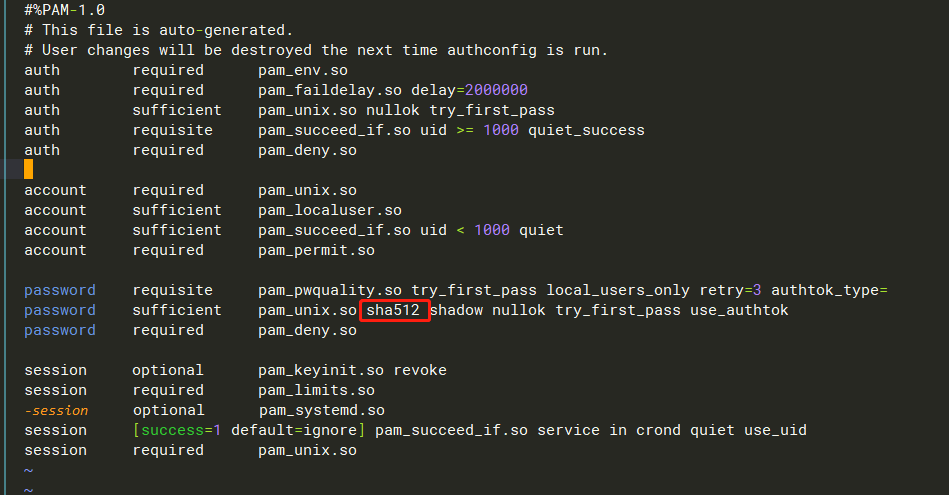 #%PAM-1.0
# This file is auto-generated.
# User changes will be destroyed the next time authconfig is run.
auth        required      pam_env.so
auth        required      pam_faildelay.so delay=2000000
auth        sufficient    pam_unix.so nullok try_first_pass
auth        requisite     pam_succeed_if.so uid >= 1000 quiet_success
auth        required      pam_deny.so

account     required      pam_unix.so
account     sufficient    pam_localuser.so
account     sufficient    pam_succeed_if.so uid < 1000 quiet
account     required      pam_permit.so

password    requisite     pam_pwquality.so try_first_pass local_users_only retry=3 authtok_type=
password    sufficient    pam_unix.so sha512 shadow nullok try_first_pass use_authtok
password    required      pam_deny.so

session     optional      pam_keyinit.so revoke
session     required      pam_limits.so
-session     optional      pam_systemd.so
session     [success=1 default=ignore] pam_succeed_if.so service in crond quiet use_uid
session     required      pam_unix.so
~
~